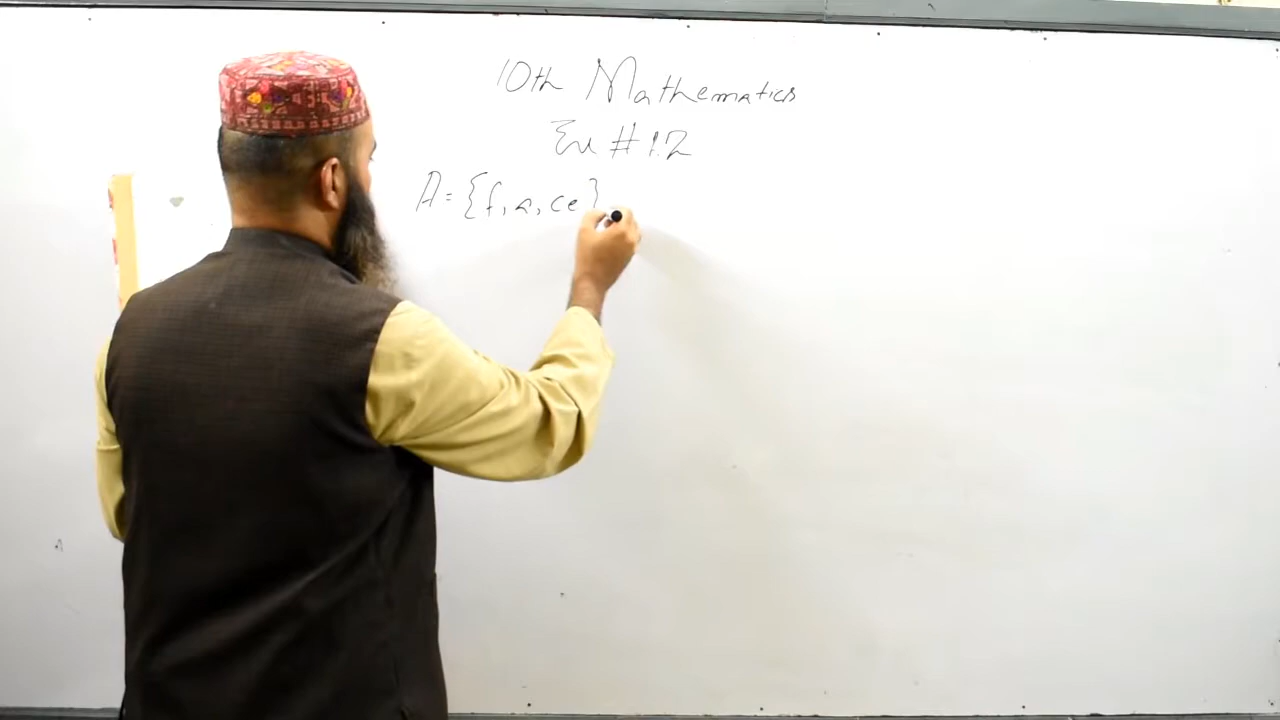 10th Mathematics
Ex # 1.2
A = {f, a, ce}